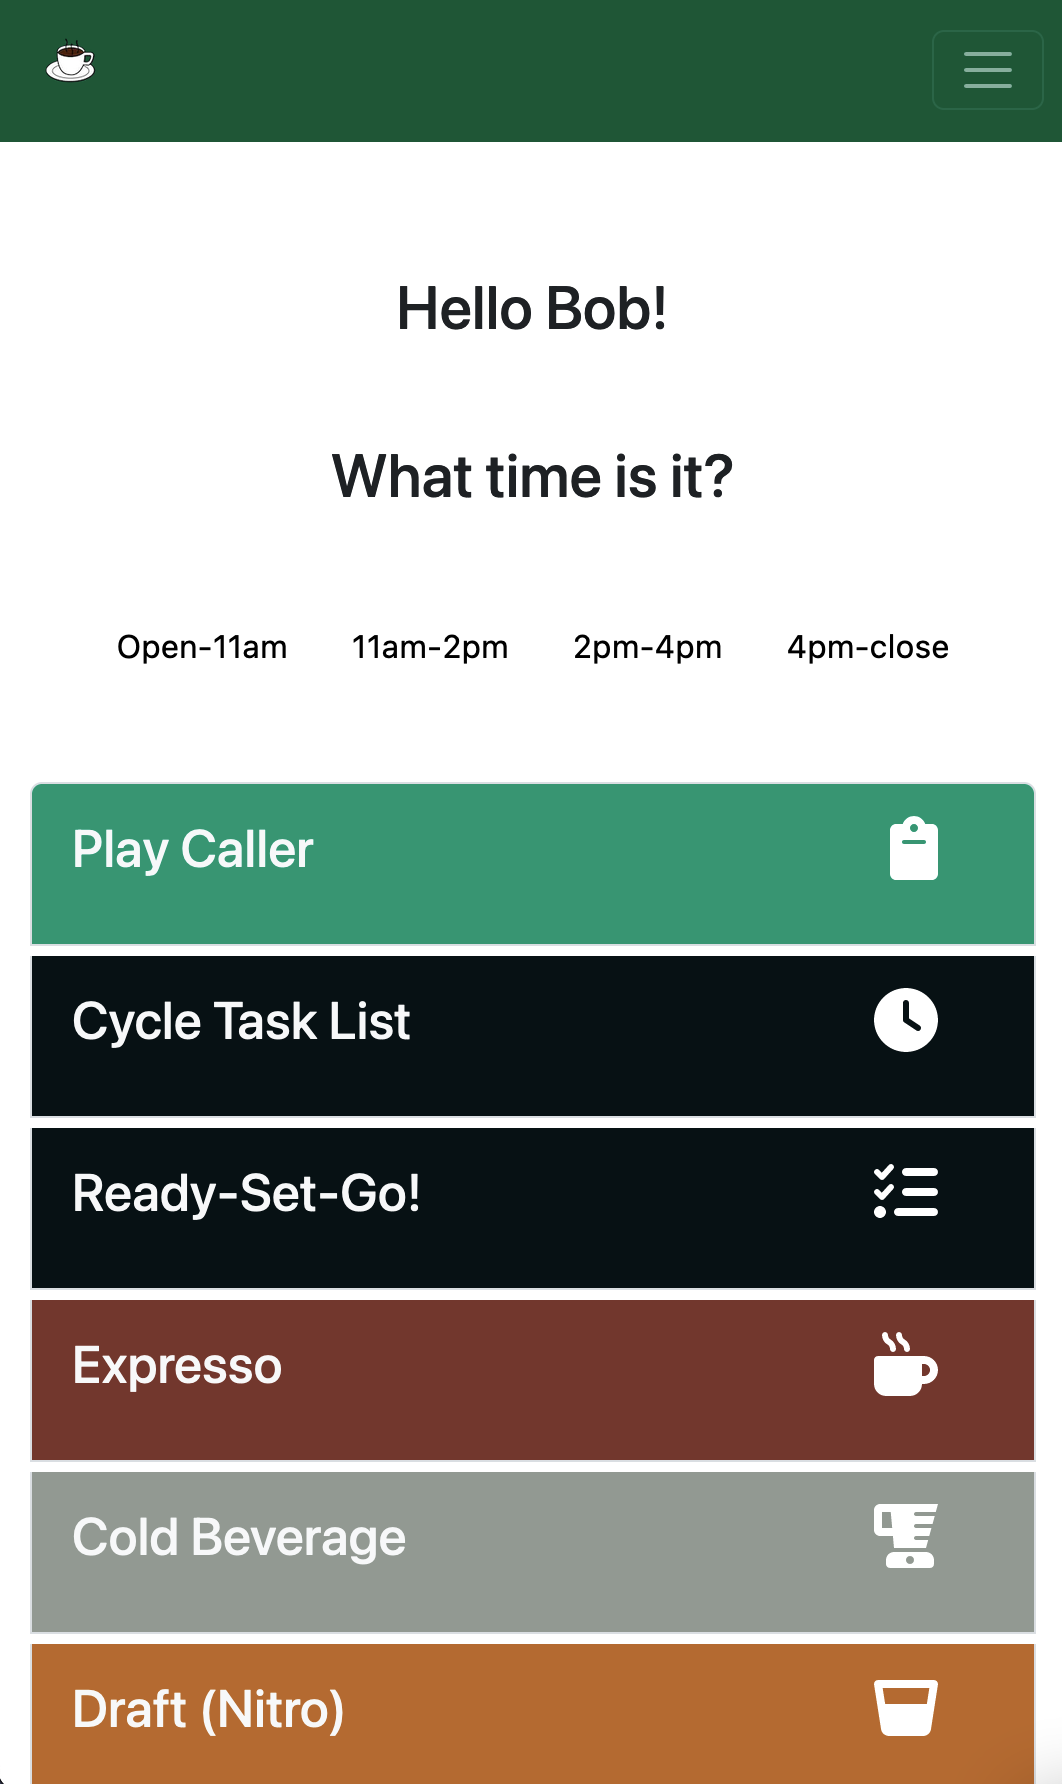 Hello Bob!
What time is it?
Open-11am 11am-2pm 2pm-4pm 4pm-close
Play Caller
Cycle Task List
Ready-Set-Go!
Expresso
Cold Beverage
Draft (Nitro)